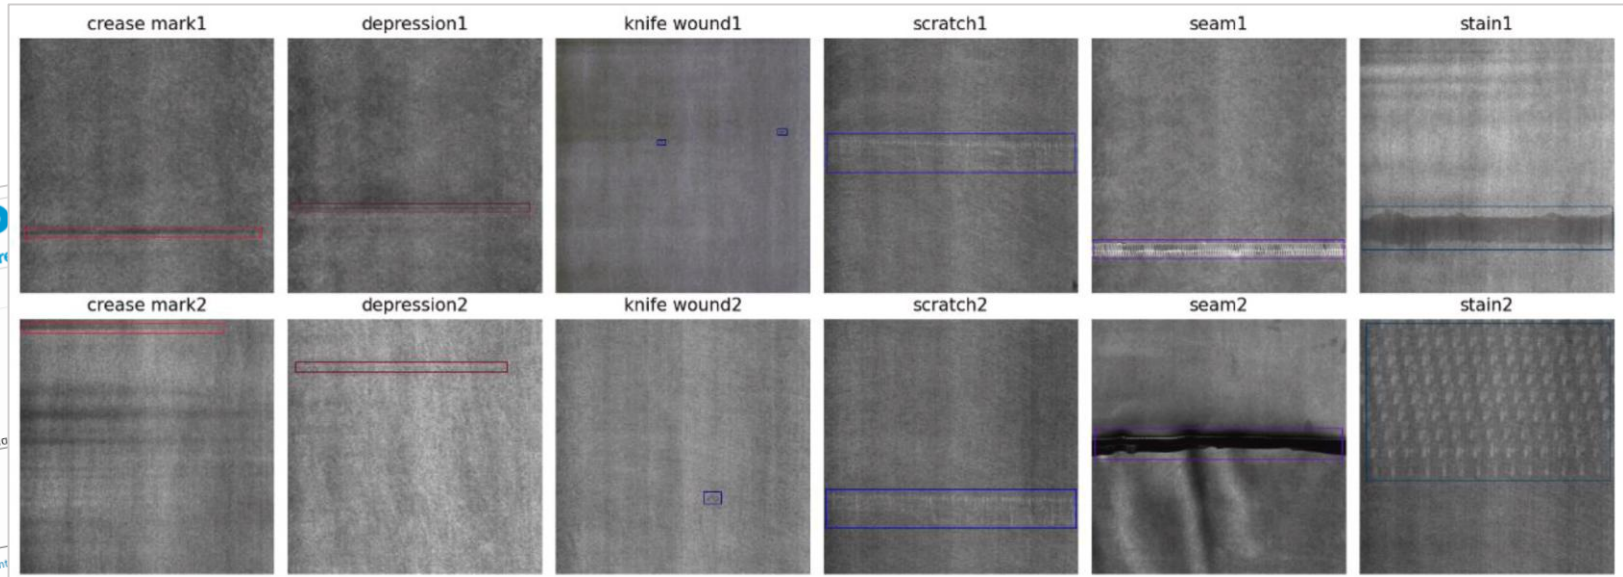 crease mark1
depression1
knife wound1
scratch1
seam1
stain1
crease mark2
depression2
knife wound2
scratch2
seam2
stain2